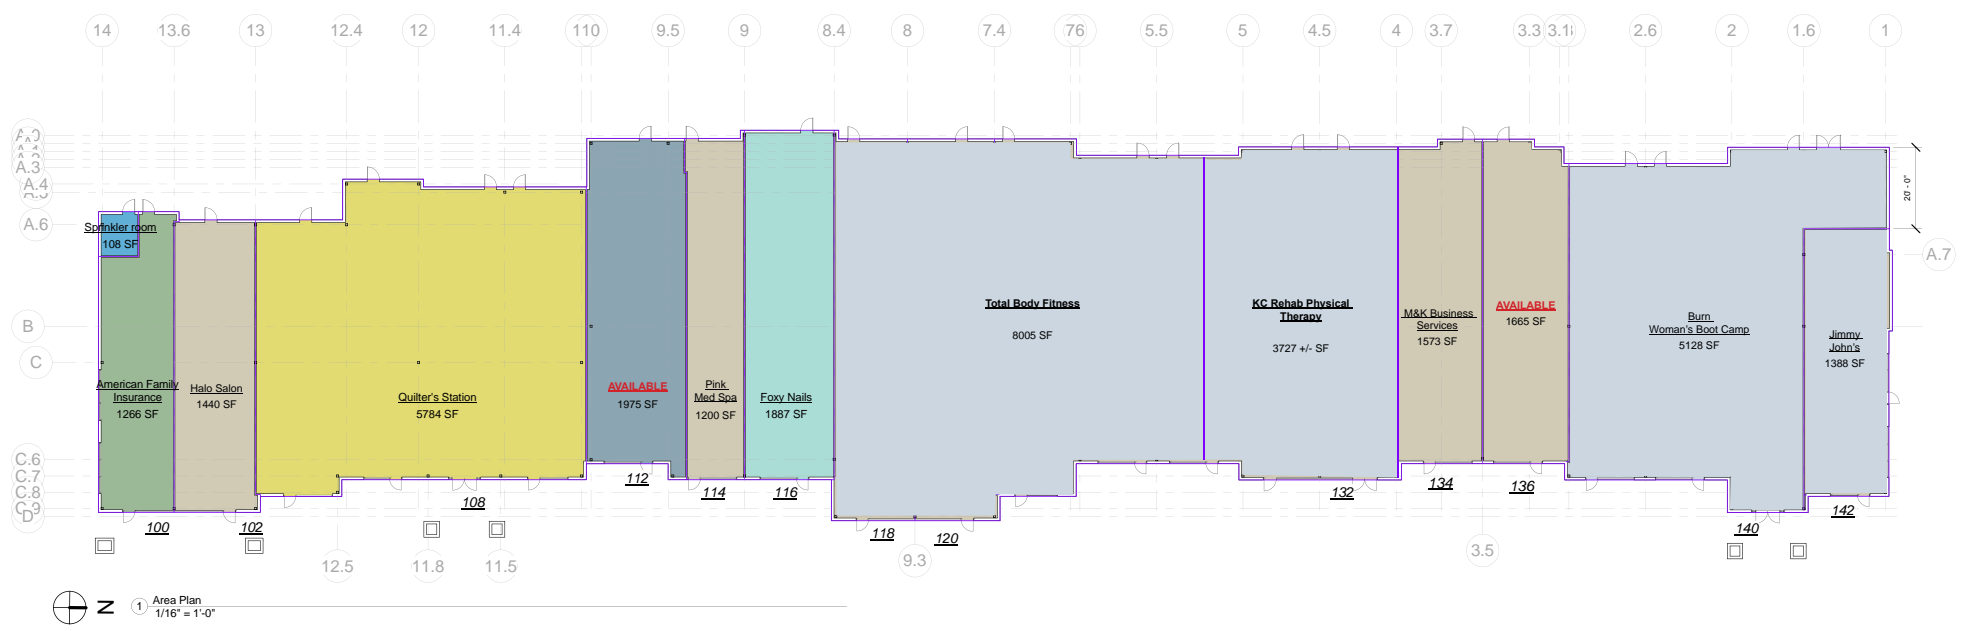 14 13.6 13 12.4 12 11.4 9.5 9 8.4 8 7.4 5.5 5 4.5 4 3.7 3.3 2.6 2 1.6 1
A.0
A.3
A.4
A.6
A.7
B
C
C.6
C.7
C.8
C.9
D
20' - 0"
Sprinkler room
108 SF
American Family
Insurance
1266 SF
Halo Salon
1440 SF
Quilter's Station
5784 SF
AVAILABLE
1975 SF
Pink
Med Spa
1200 SF
Foxy Nails
1887 SF
Total Body Fitness
8005 SF
KC Rehab Physical
Therapy
3727 +/- SF
M&K Business
Services
1573 SF
AVAILABLE
1665 SF
Burn
Woman's Boot Camp
5128 SF
Jimmy
John's
1388 SF
100 102 108 112 114 116 118 120 132 134 136 140 142
12.5 11.8 11.5 9.3 3.5
N
1 Area Plan
1/16" = 1'-0"